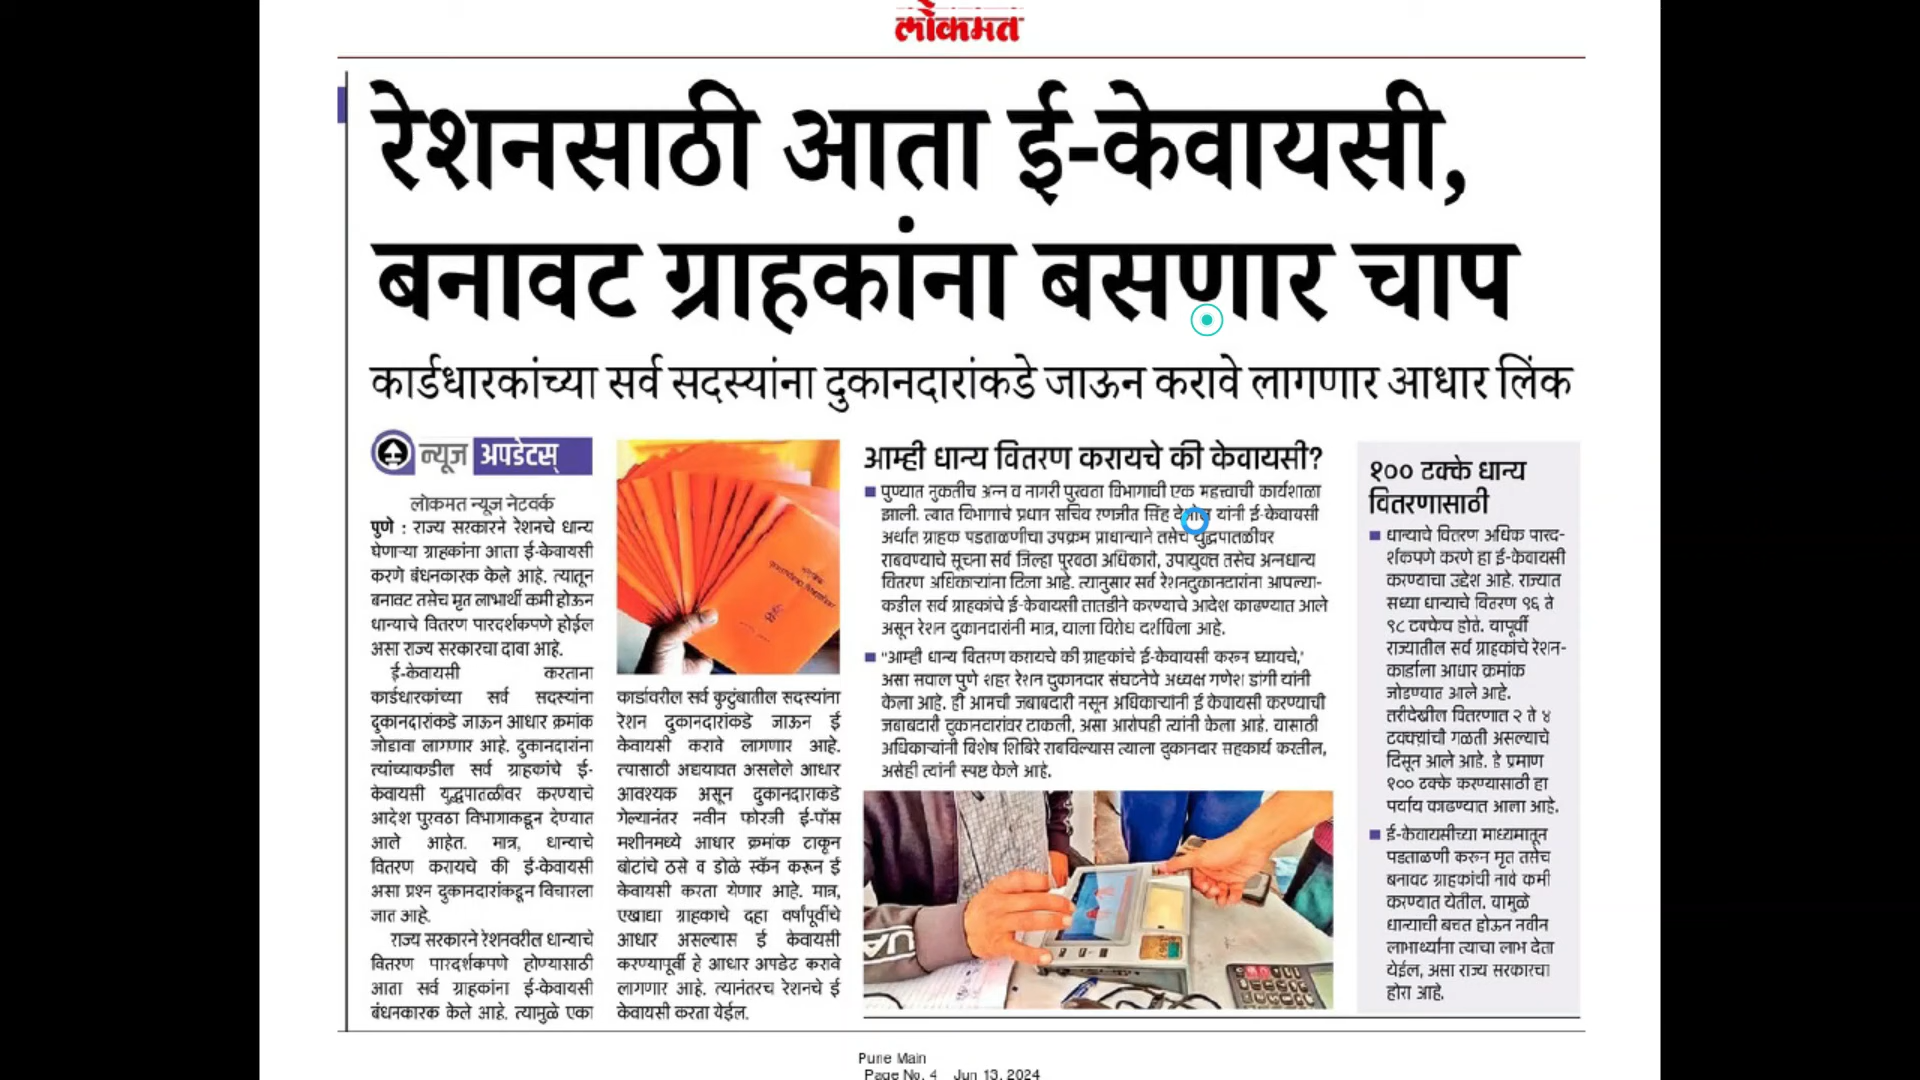 लोकमत
रेशनसाठी आता ई-केवायसी,
बनावट ग्राहकांना बसणार चाप
कार्डधारकांच्या सर्व सदस्यांना दुकानदारांकडे जाऊन करावे लागणार आधार लिंक
न्यूज अपडेटस्
लोकमत न्यूज नेटवर्क
पुणे : राज्य सरकारने रेशनचे धान्य
घेणाऱ्या ग्राहकांना आता ई-केवायसी
करणे बंधनकारक केले आहे. त्यातून
बनावट तसेच मृत लाभार्थी कमी होऊन
धान्याचे वितरण पारदर्शकपणे होईल
असा राज्य सरकारचा दावा आहे.
ई-केवायसी करताना
कार्डधारकांच्या सर्व सदस्यांना
दुकानदारांकडे जाऊन आधार क्रमांक
जोडावा लागणार आहे. दुकानदारांना
त्यांच्याकडील सर्व ग्राहकांचे ई-
केवायसी युद्धपातळीवर करण्याचे
आदेश पुरवठा विभागाकडून देण्यात
आले आहेत. मात्र, धान्याचे
वितरण करायचे की ई-केवायसी
असा प्रश्न दुकानदारांकडून विचारला
जात आहे.
राज्य सरकारने रेशनवरील धान्याचे
वितरण पारदर्शकपणे होण्यासाठी
आता सर्व ग्राहकांना ई-केवायसी
बंधनकारक केले आहे. त्यामुळे एका
कार्डावरील सर्व कुटुंबातील सदस्यांना
रेशन दुकानदारांकडे जाऊन ई
केवायसी करावे लागणार आहे.
त्यासाठी अद्ययावत असलेले आधार
आवश्यक असून दुकानदाराकडे
गेल्यानंतर नवीन फोरजी ई-पॉस
मशीनमध्ये आधार क्रमांक टाकून
बोटांचे ठसे व डोळे स्कॅन करून ई
केवायसी करता येणार आहे. मात्र,
एखाद्या ग्राहकाचे दहा वर्षांपूर्वीचे
आधार असल्यास ई केवायसी
करण्यापूर्वी हे आधार अपडेट करावे
लागणार आहे. त्यानंतरच रेशनचे ई
केवायसी करता येईल.
आम्ही धान्य वितरण करायचे की केवायसी?
पुण्यात नुकतीच अन्न व नागरी पुरवठा विभागाची एक महत्त्वाची कार्यशाळा
झाली. त्यात विभागाचे प्रधान सचिव रणजीत सिंह यांनी ई-केवायसी
अर्थात ग्राहक पडताळणीचा उपक्रम प्राधान्याने तसेच युद्धपातळीवर
राबवण्याचे सूचना सर्व जिल्हा पुरवठा अधिकारी, उपायुक्त तसेच अन्नधान्य
वितरण अधिकाऱ्यांना दिला आहे. त्यानुसार सर्व रेशनदुकानदारांना आपल्या-
कडील सर्व ग्राहकांचे ई-केवायसी तातडीने करण्याचे आदेश काढण्यात आले
असून रेशन दुकानदारांनी मात्र, याला विरोध दर्शविला आहे.
"आम्ही धान्य वितरण करायचे की ग्राहकांचे ई-केवायसी करून घ्यायचे,'
असा सवाल पुणे शहर रेशन दुकानदार संघटनेचे अध्यक्ष गणेश डांगी यांनी
केला आहे. ही आमची जबाबदारी नसून अधिकाऱ्यांनी ई केवायसी करण्याची
जबाबदारी दुकानदारांवर टाकली, असा आरोपही त्यांनी केला आहे. यासाठी
अधिकाऱ्यांनी विशेष शिबिरे राबविल्यास त्याला दुकानदार सहकार्य करतील,
असेही त्यांनी स्पष्ट केले आहे.
१०० टक्के धान्य
वितरणासाठी
धान्याचे वितरण अधिक पारद-
र्शकपणे करणे हा ई-केवायसी
करण्याचा उद्देश आहे. राज्यात
सध्या धान्याचे वितरण ९६ ते
९८ टक्केच होते. यापूर्वी
राज्यातील सर्व ग्राहकांचे रेशन-
कार्डाला आधार क्रमांक
जोडण्यात आले आहे.
तरीदेखील वितरणात २ ते ४
टक्क्यांची गळती असल्याचे
दिसून आले आहे. हे प्रमाण
१०० टक्के करण्यासाठी हा
पर्याय काढण्यात आला आहे.
ई-केवायसीच्या माध्यमातून
पडताळणी करुन मृत तसेच
बनावट ग्राहकांची नावे कमी
करण्यात येतील. यामुळे
धान्याची बचत होऊन नवीन
लाभार्थ्यांना त्याचा लाभ देता
येईल, असा राज्य सरकारचा
होरा आहे.
Pune Main
Page No. 4 Jun 13, 2024